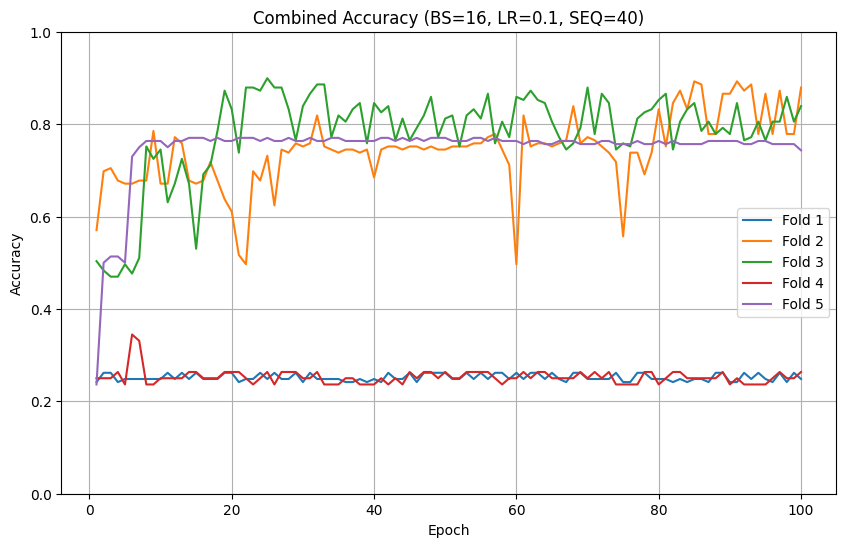 Combined Accuracy (BS=16, LR=0.1, SEQ=40)
1.0
0.8
0.6
0.4
0.2
0.0
Accuracy
Fold 1
Fold 2
Fold 3
Fold 4
Fold 5
0 20 40 60 80 100
Epoch